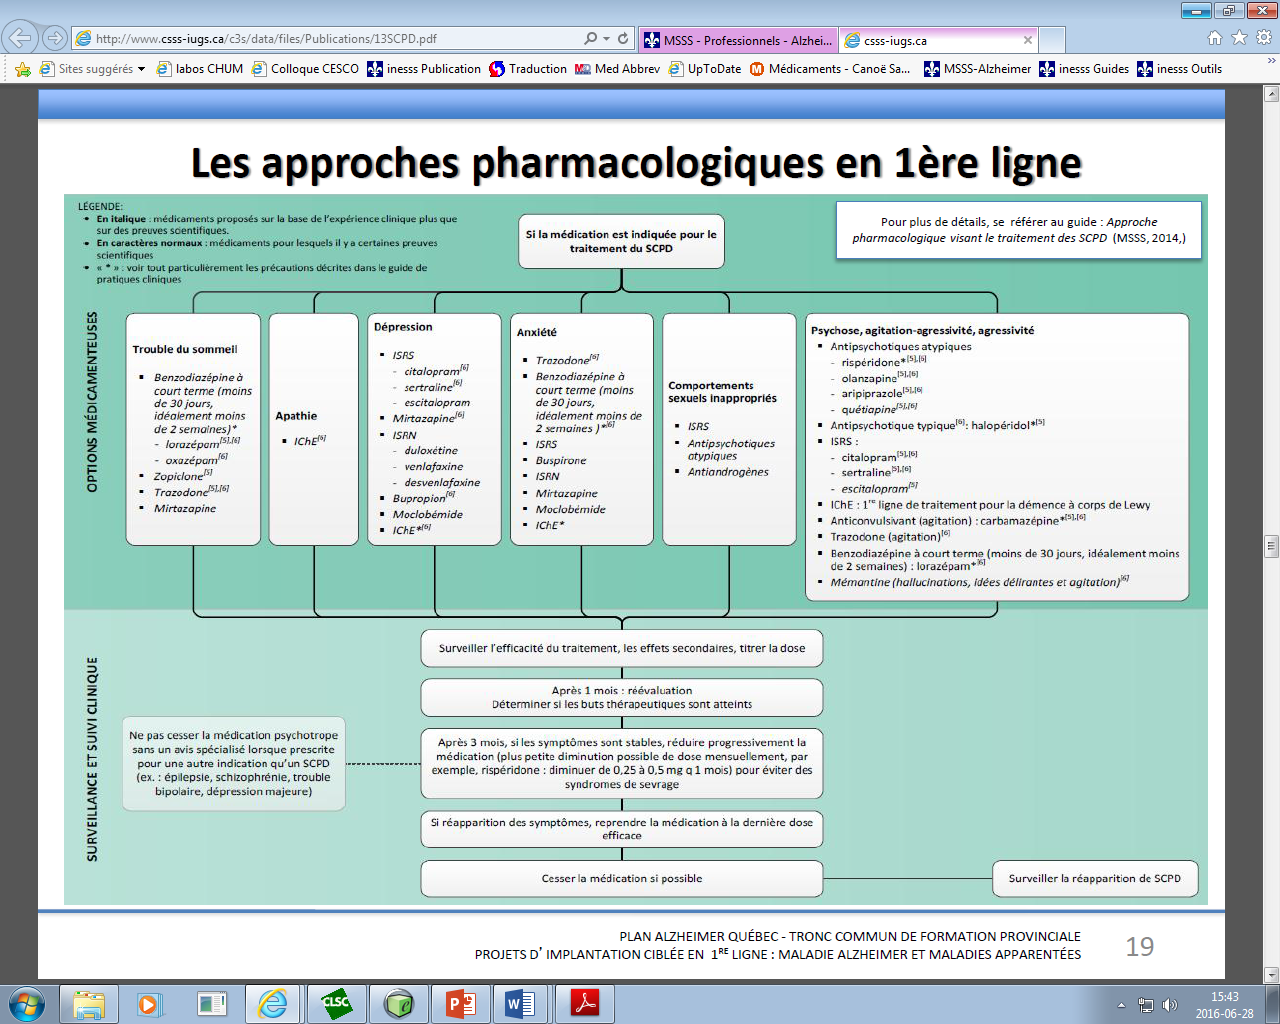 http://www.csss-iugs.ca/c3s/data/files/Publications/13SCPD.pdf
MSSS - Professionnels - Alzhei...
csss-iugs.ca
Sites suggérés
labos CHUM
Colloque CESCO
inesss Publication
Traduction
Med Abbrev
UpToDate
Médicaments - Canoë Sa...
MSSS-Alzheimer
inesss Guides
inesss Outils
Les approches pharmacologiques en 1ère ligne
LÉGENDE:
En italique : médicaments proposés sur la base de l'expérience clinique plus que
sur des preuves scientifiques.
En caractères normaux : médicaments pour lesquels il y a certaines preuves
scientifiques
« * » : voir tout particulièrement les précautions décrites dans le guide de
pratiques cliniques
Si la médication est indiquée pour le
traitement du SCPD
Pour plus de détails, se référer au guide : Approche
pharmacologique visant le traitement des SCPD (MSSS, 2014,)
OPTIONS MÉDICAMENTEUSES
Trouble du sommeil
Benzodiazépine à
court terme (moins
de 30 jours,
idéalement moins
de 2 semaines)*
- lorazépam[5],[6]
- oxazépam[6]
Zopiclone[5]
Trazodone[5],[6]
Mirtazapine
Apathie
IChE[6]
Dépression
ISRS
- citalopram[6]
- sertraline[6]
- escitalopram
Mirtazapine[6]
ISRN
- duloxétine
- venlafaxine
- desvenlafaxine
Bupropion[6]
Moclobémide
IChE*[6]
Anxiété
Trazodone[6]
Benzodiazépine à
court terme (moins
de 30 jours,
idéalement moins de
2 semaines )*[6]
ISRS
Buspirone
ISRN
Mirtazapine
Moclobémide
IChE*
Comportements
sexuels inappropriés
ISRS
Antipsychotiques
atypiques
Antiandrogènes
Psychose, agitation-agressivité, agressivité
Antipsychotiques atypiques
- rispéridone*[5],[6]
- olanzapine[5],[6]
- aripiprazole[5],[6]
- quétiapine[5],[6]
Antipsychotique typique[6]: halopéridol*[5]
ISRS :
- citalopram[5],[6]
- sertraline[5],[6]
- escitalopram[5]
IChE : 1re ligne de traitement pour la démence à corps de Lewy
Anticonvulsivant (agitation) : carbamazépine*[5],[6]
Trazodone (agitation)[6]
Benzodiazépine à court terme (moins de 30 jours, idéalement moins
de 2 semaines) : lorazépam*[6]
Mémantine (hallucinations, idées délirantes et agitation)[6]
SURVEILLANCE ET SUIVI CLINIQUE
Surveiller l'efficacité du traitement, les effets secondaires, titrer la dose
Après 1 mois : réévaluation
Déterminer si les buts thérapeutiques sont atteints
Ne pas cesser la médication psychotrope
sans un avis spécialisé lorsque prescrite
pour une autre indication qu'un SCPD
(ex. : épilepsie, schizophrénie, trouble
bipolaire, dépression majeure)
Après 3 mois, si les symptômes sont stables, réduire progressivement la
médication (plus petite diminution possible de dose mensuellement, par
exemple, rispéridone : diminuer de 0,25 à 0,5 mg q 1 mois) pour éviter des
syndromes de sevrage
Si réapparition des symptômes, reprendre la médication à la dernière dose
efficace
Cesser la médication si possible
Surveiller la réapparition de SCPD
PLAN ALZHEIMER QUÉBEC - TRONC COMMUN DE FORMATION PROVINCIALE
PROJETS D' IMPLANTATION CIBLÉE EN 1RE LIGNE : MALADIE ALZHEIMER ET MALADIES APPARENTÉES
19
CLSC
15:43
2016-06-28